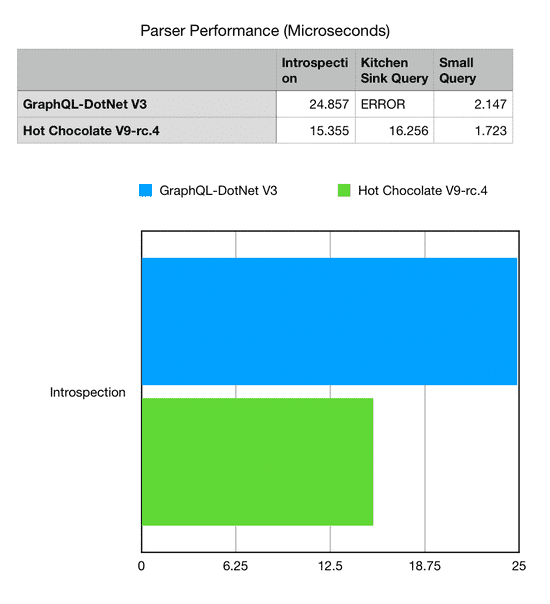 Parser Performance (Microseconds)
Introspecti Kitchen Small
on Sink Query Query
GraphQL-DotNet V3 24.857 ERROR 2.147
Hot Chocolate V9-rc.4 15.355 16.256 1.723
GraphQL-DotNet V3 Hot Chocolate V9-rc.4
Introspection
0 6.25 12.5 18.75 25